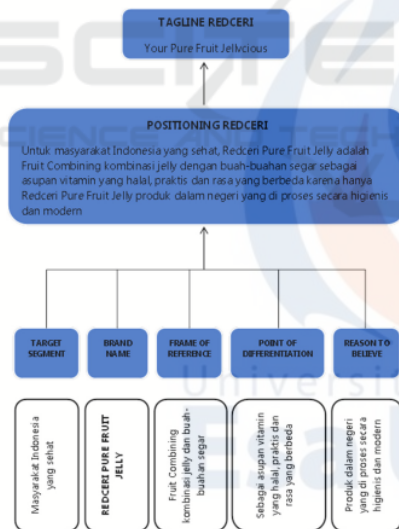 TAGLINE REDCERI
Your Pure Fruit Jellycious
POSITIONING REDCERI
Untuk masyarakat Indonesia yang sehat, Redceri Pure Fruit Jelly adalah
Fruit Combining kombinasi jelly dengan buah-buahan segar sebagai
asupan vitamin yang halal, praktis dan rasa yang berbeda karena hanya
Redceri Pure Fruit Jelly produk dalam negeri yang di proses secara higienis
dan modern
TARGET
SEGMENT
BRAND
NAME
FRAME OF
REFERENCE
POINT OF
DIFFERENTIATION
REASON TO
BELIEVE
Masyarakat Indonesia
yang sehat
REDCERI PURE FRUIT
JELLY
Fruit Combining
kombinasi jelly dan buah-
buahan segar
Sebagai asupan vitamin
yang halal, praktis dan
rasa yang berbeda
Produk dalam negeri
yang di proses secara
higienis dan modern